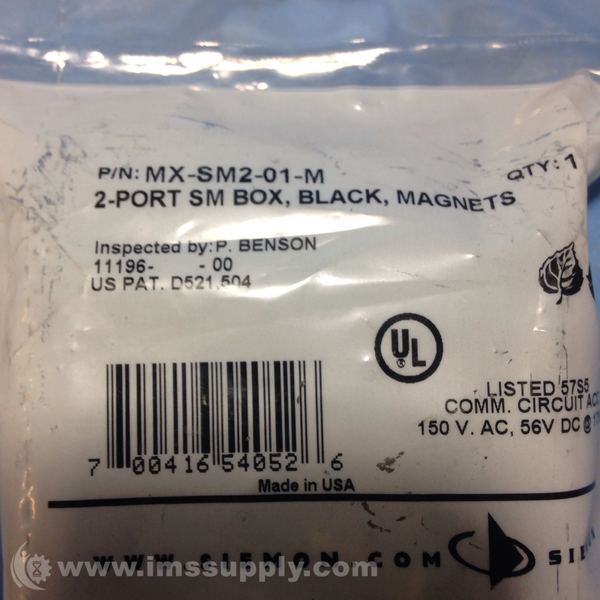 P/N: MX-SM2-01-M
QTY: 1
2-PORT SM BOX, BLACK, MAGNETS
Inspected by: P. BENSON
11196- - 00
US PAT. D521,504
UL
LISTED 57S5
COMM. CIRCUIT
150 V. AC, 56V DC @
7 00416 54052 6
Made in USA
WWW.SIEMON.COM
www.imssupply.com